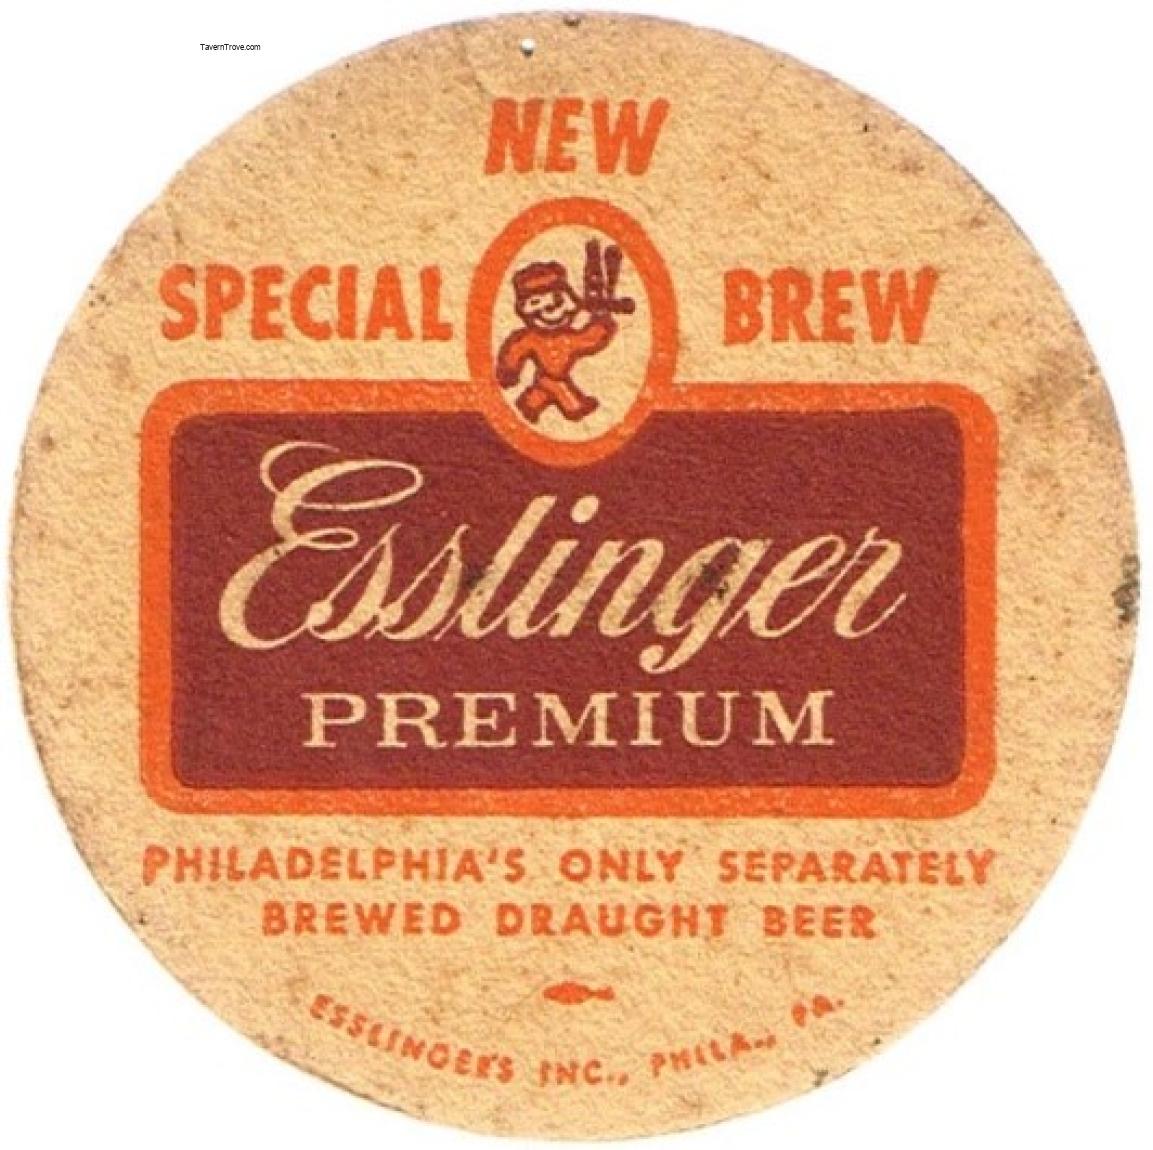 TavernTrove.com
NEW
SPECIAL BREW
Esslinger
PREMIUM
PHILADELPHIA'S ONLY SEPARATELY
BREWED DRAUGHT BEER
ESSLINGER'S INC., PHILA., PA.